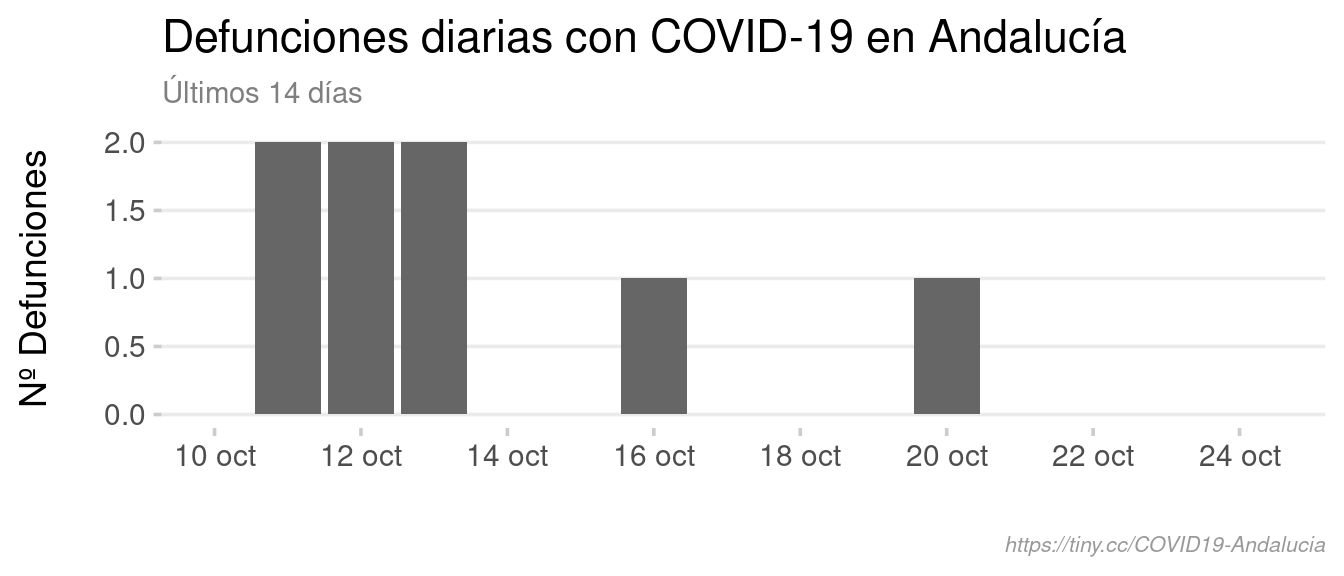 Defunciones diarias con COVID-19 en Andalucía
Últimos 14 días
Nº Defunciones
2.0
1.5
1.0
0.5
0.0
10 oct 12 oct 14 oct 16 oct 18 oct 20 oct 22 oct 24 oct
https://tiny.cc/COVID19-Andalucia